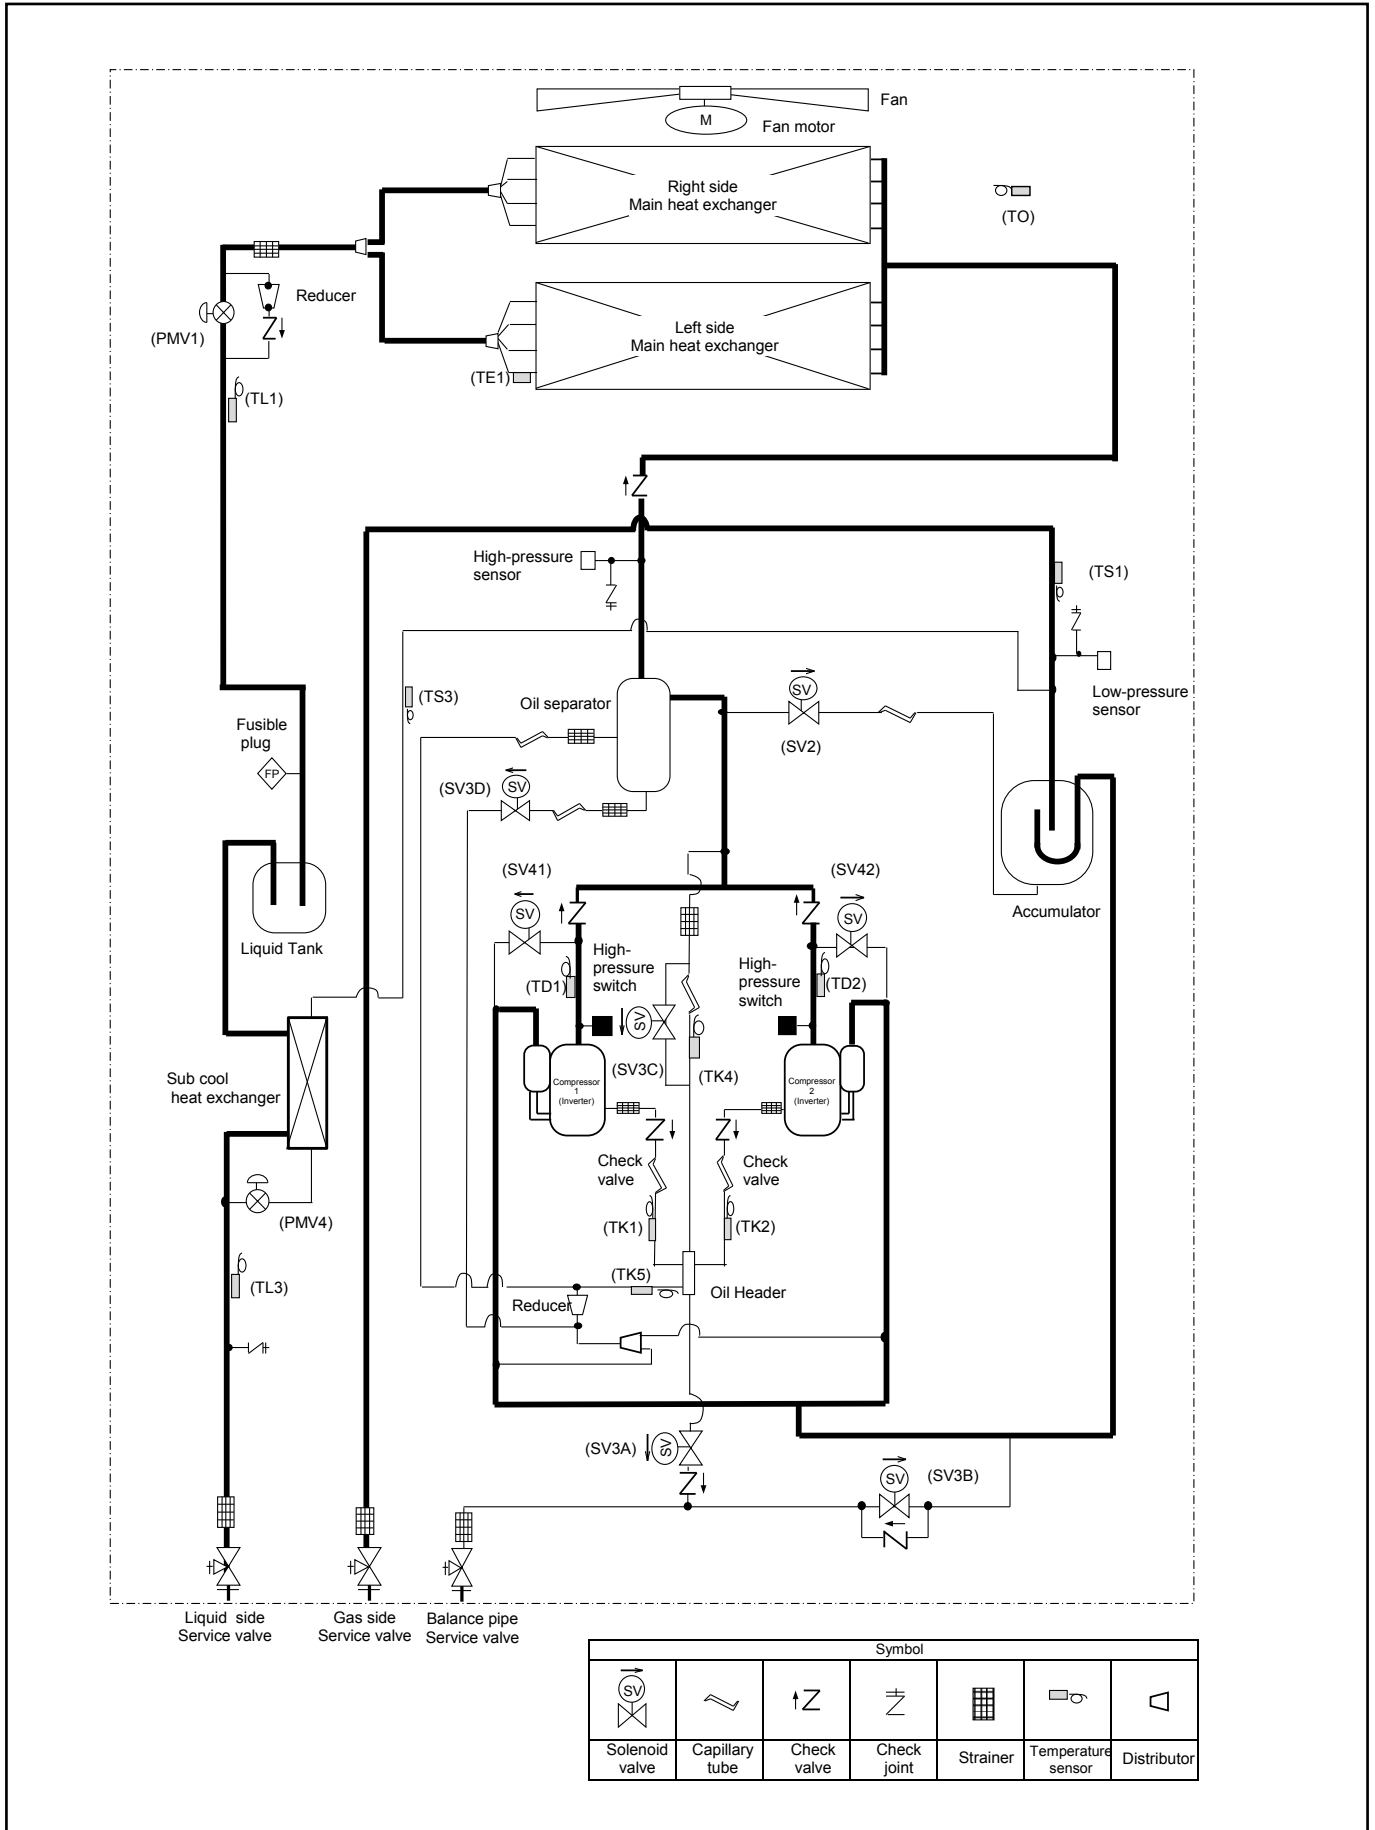 Fan
M
Fan motor
Right side
Main heat exchanger
(TO)
Reducer
(PMV1)
Left side
Main heat exchanger
(TE1)
(TL1)
High-pressure
sensor
(TS1)
Low-pressure
sensor
(TS3)
Oil separator
SV
(SV2)
Fusible
plug
FP
(SV3D)
SV
(SV41)
(SV42)
SV
SV
Accumulator
Liquid Tank
High-
pressure
switch
High-
pressure
switch
(TD1)
(TD2)
SV
(SV3C)
(TK4)
Sub cool
heat exchanger
Compressor
1
(Inverter)
Compressor
2
(Inverter)
Check
valve
Check
valve
(PMV4)
(TK1)
(TK2)
(TL3)
(TK5)
Oil Header
Reducer
(SV3A)
SV
SV
(SV3B)
Liquid side
Service valve
Gas side
Service valve
Balance pipe
Service valve
Symbol
SV
Solenoid
valve
Capillary
tube
Check
valve
Check
joint
Strainer
Temperature
sensor
Distributor